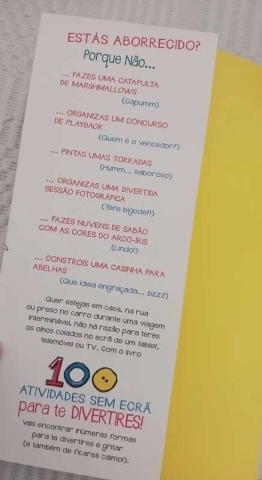 ESTÁS ABORRECIDO?
Porque Não...
... FAZES UMA CATAPULTA
DE MARSHMALLOWS
(Capumm)
... ORGANIZAS UM CONCURSO
DE PLAYBACK
(Quem é o vencedor?)
... PINTAS UMAS TORRADAS
(Humm... saboroso)
... ORGANIZAS UMA DIVERTIDA
SESSÃO FOTOGRÁFICA
(Tens bigode?!)
... FAZES NUVENS DE SABÃO
COM AS CORES DO ARCO-ÍRIS
(Lindo!)
... CONSTRÓIS UMA CASINHA PARA
ABELHAS
(Que ideia engraçada... bzzz)
Quer estejas em casa, na rua
ou preso no carro durante uma viagem
interminável, não há razão para teres
os olhos colados no ecrã de um tablet,
telemóvel ou TV. Com o livro
100
ATIVIDADES SEM ECRÃ
para te DIVERTIRES!
vais encontrar inúmeras formas
para te divertires e gritar
(e também de ficares calmo!).